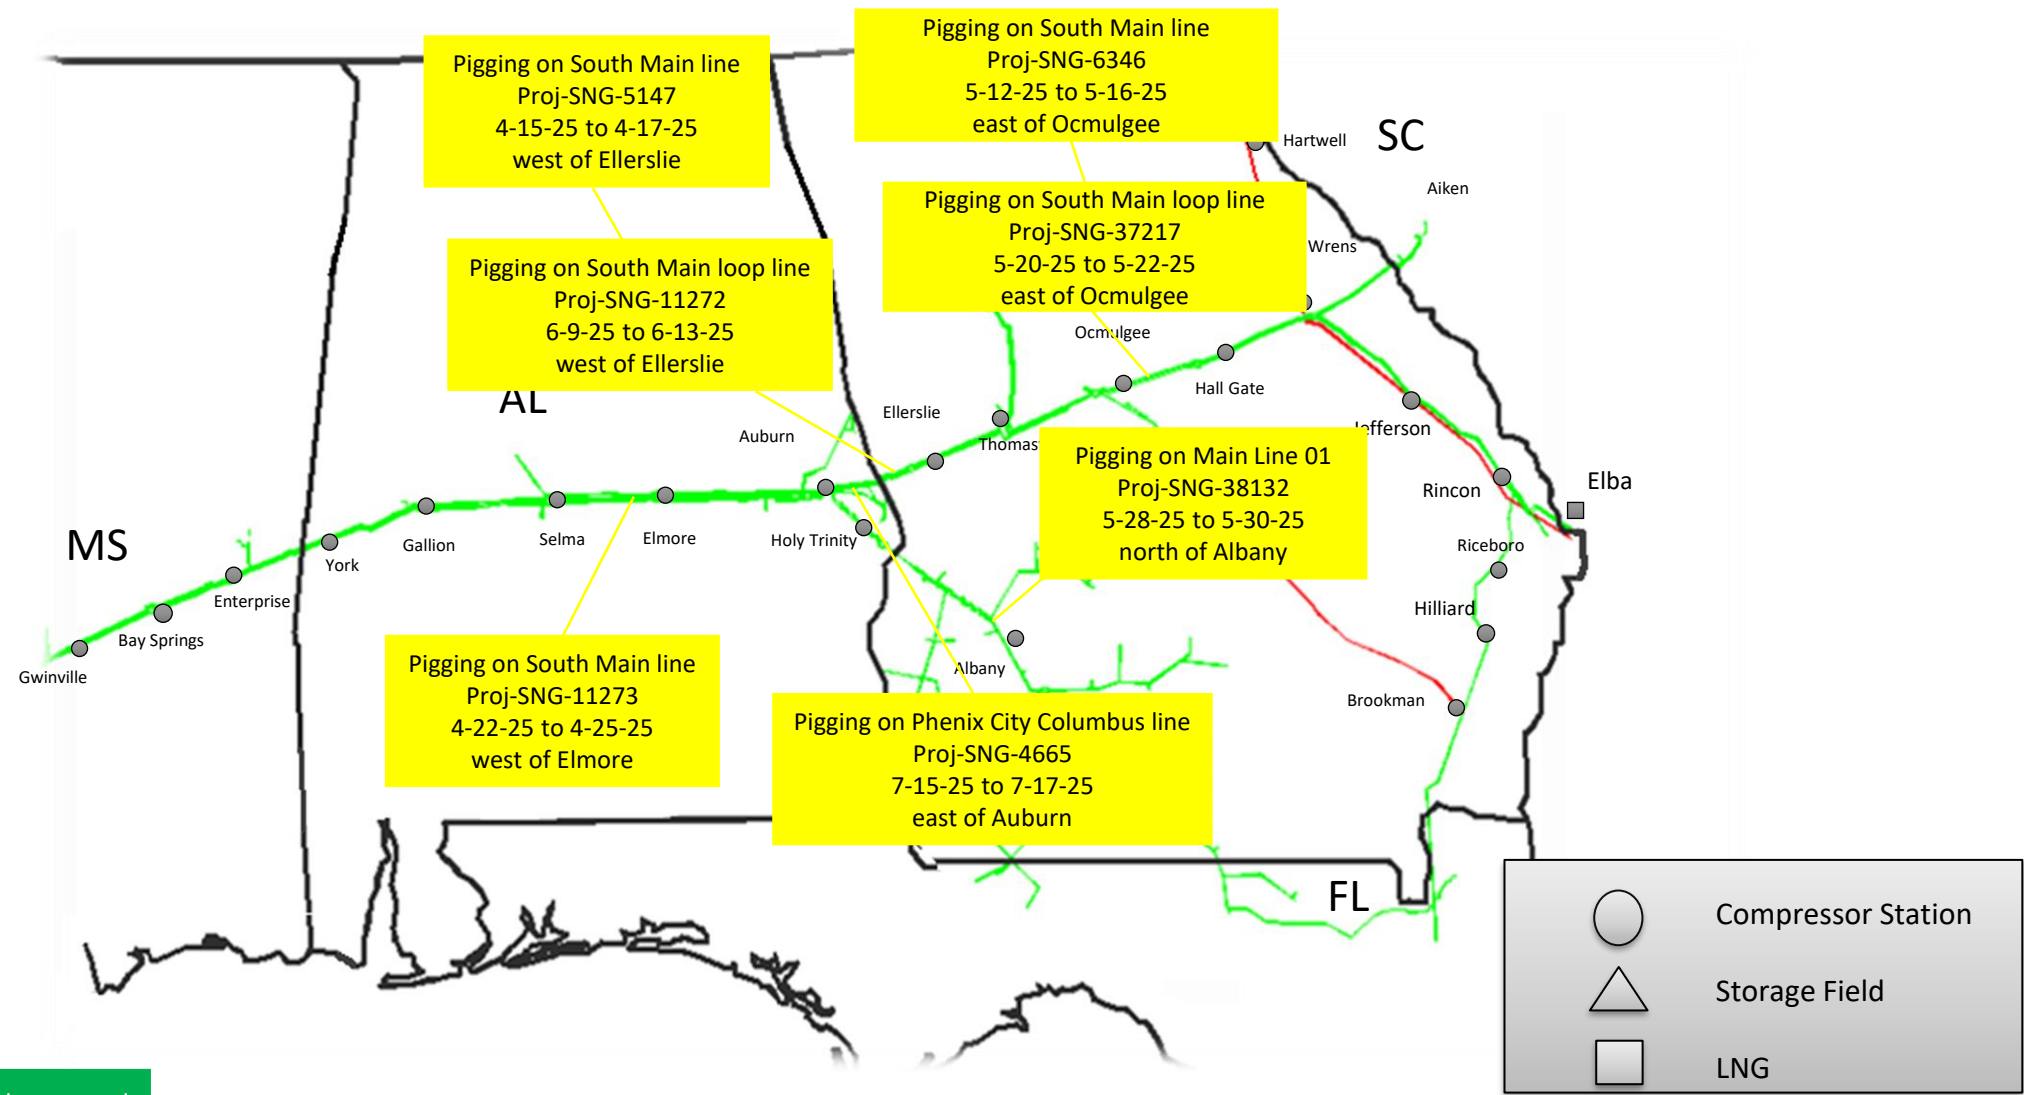 Pigging on South Main line
Proj-SNG-5147
4-15-25 to 4-17-25
west of Ellerslie
Pigging on South Main line
Proj-SNG-6346
5-12-25 to 5-16-25
east of Ocmulgee
Hartwell
SC
Aiken
Pigging on South Main loop line
Proj-SNG-37217
5-20-25 to 5-22-25
east of Ocmulgee
Wrens
Pigging on South Main loop line
Proj-SNG-11272
6-9-25 to 6-13-25
west of Ellerslie
Ocmulgee
Hall Gate
AL
Ellerslie
Auburn
Thomas
Jefferson
Pigging on Main Line 01
Proj-SNG-38132
5-28-25 to 5-30-25
north of Albany
Rincon
Elba
MS
Gwinville
Bay Springs
Enterprise
York
Gallion
Selma
Elmore
Holy Trinity
Riceboro
Hilliard
Albany
Brookman
Pigging on South Main line
Proj-SNG-11273
4-22-25 to 4-25-25
west of Elmore
Pigging on Phenix City Columbus line
Proj-SNG-4665
7-15-25 to 7-17-25
east of Auburn
FL
Compressor Station
Storage Field
LNG